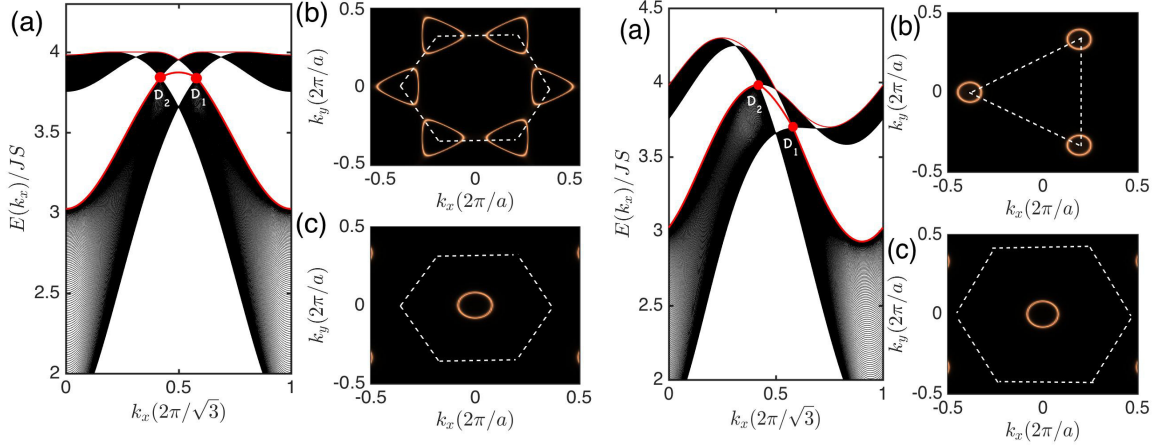 (a)
4
3.5
3
2.5
2
E(k_x)/JS
D_2
D_1
0
0.5
1
k_x(2π/√3)
(b)
0.5
0
-0.5
k_y(2π/a)
-0.5
0
0.5
k_x(2π/a)
(c)
0.5
0
-0.5
k_y(2π/a)
-0.5
0
0.5
k_x(2π/a)
(a)
4.5
4
3.5
3
2.5
2
E(k_x)/JS
D_2
D_1
0
0.5
1
k_x(2π/√3)
(b)
0.5
0
-0.5
k_y(2π/a)
-0.5
0
0.5
k_x(2π/a)
(c)
0.5
0
-0.5
k_y(2π/a)
-0.5
0
0.5
k_x(2π/a)